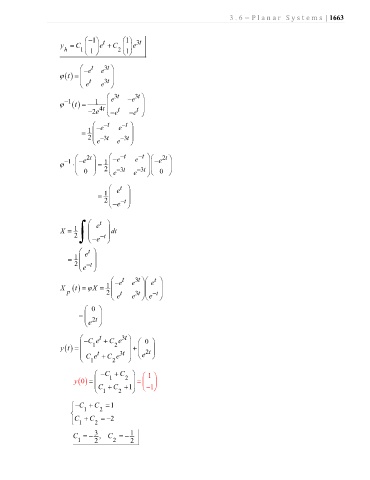 3.6 – Planar Systems | 1663
y_h = C_1 (−1; 1) e^t + C_2 (1; 1) e^{3t}
φ(t) = (−e^t  e^{3t}; e^t  e^{3t})
φ^{−1}(t) = 1/(−2e^{4t}) (e^{3t}  −e^{3t}; −e^t  −e^t)
= 1/2 (−e^{−t}  e^{−t}; e^{−3t}  e^{−3t})
φ^{−1} · (−e^{2t}; 0) = 1/2 (−e^{−t}  e^{−t}; e^{−3t}  e^{−3t}) (−e^{2t}; 0)
= 1/2 (e^t; −e^{−t})
X = 1/2 ∫ (e^t; −e^{−t}) dt
= 1/2 (e^t; e^{−t})
X_p(t) = φX = 1/2 (−e^t  e^{3t}; e^t  e^{3t}) (e^t; e^{−t})
= (0; e^{2t})
y(t) = (−C_1 e^t + C_2 e^{3t}; C_1 e^t + C_2 e^{3t}) + (0; e^{2t})
y(0) = (−C_1 + C_2; C_1 + C_2 + 1) = (1; −1)
{−C_1 + C_2 = 1
C_1 + C_2 = −2
C_1 = −3/2, C_2 = −1/2